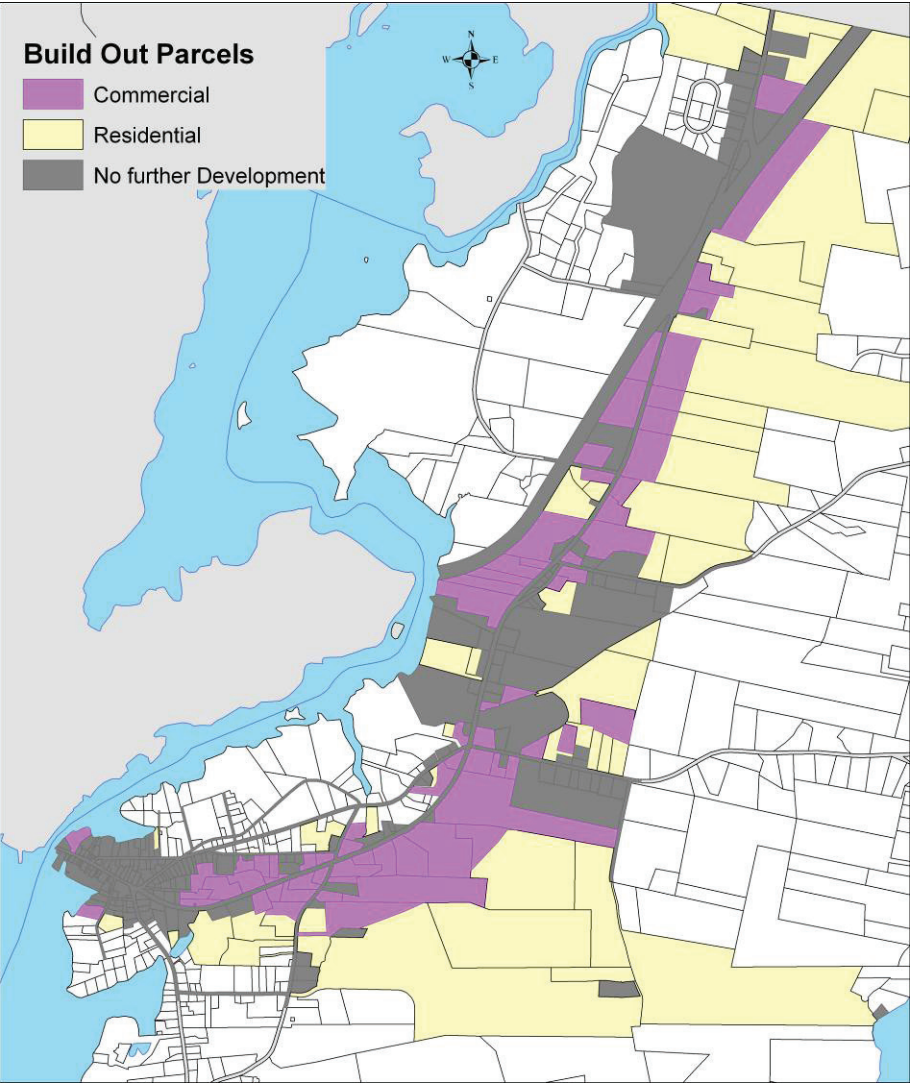 Build Out Parcels
Commercial
Residential
No further Development
N
W E
S